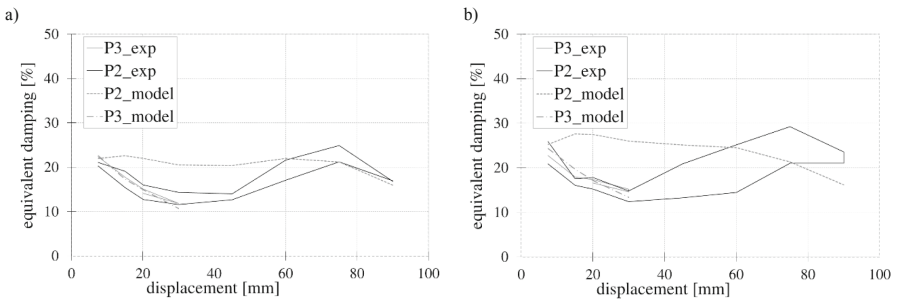 a)
50
40
30
20
10
0
equivalent damping [%]
P3_exp
P2_exp
P2_model
P3_model
0 20 40 60 80 100
displacement [mm]
b)
50
40
30
20
10
0
equivalent damping [%]
P3_exp
P2_exp
P2_model
P3_model
0 20 40 60 80 100
displacement [mm]